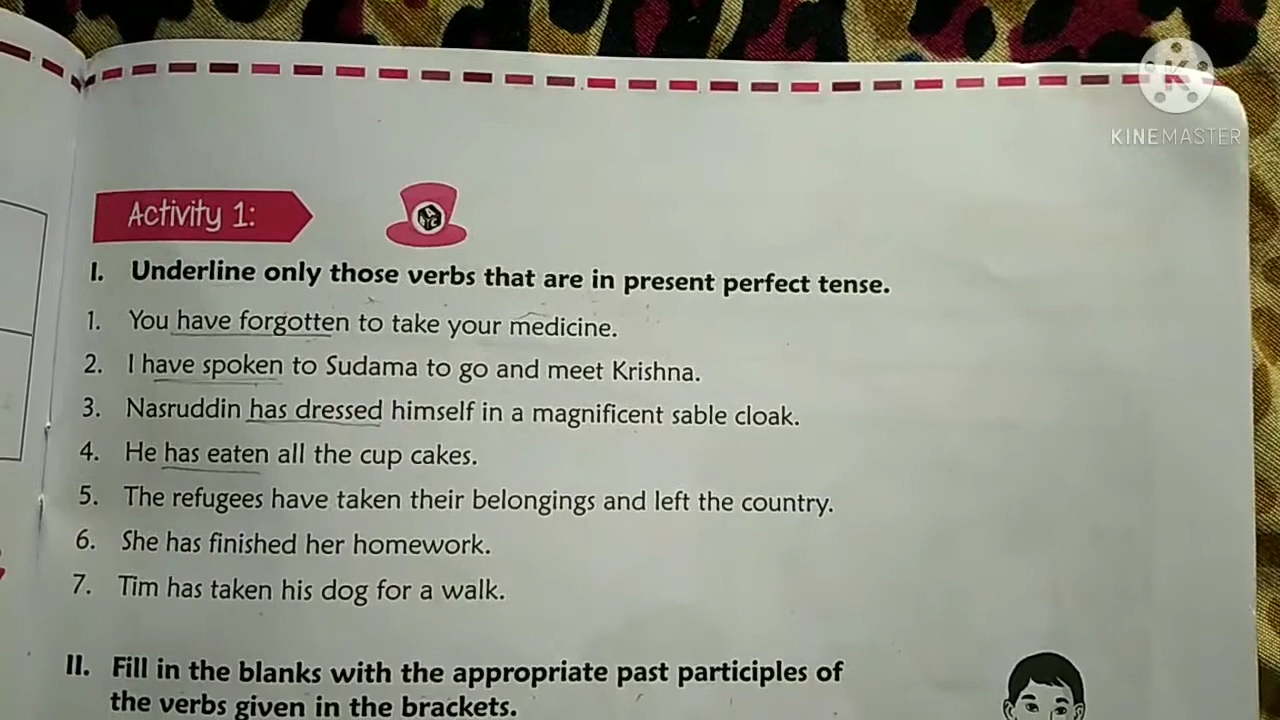 KINEMASTER
Activity 1:
I. Underline only those verbs that are in present perfect tense.
1. You have forgotten to take your medicine.
2. I have spoken to Sudama to go and meet Krishna.
3. Nasruddin has dressed himself in a magnificent sable cloak.
4. He has eaten all the cup cakes.
5. The refugees have taken their belongings and left the country.
6. She has finished her homework.
7. Tim has taken his dog for a walk.
II. Fill in the blanks with the appropriate past participles of
the verbs given in the brackets.